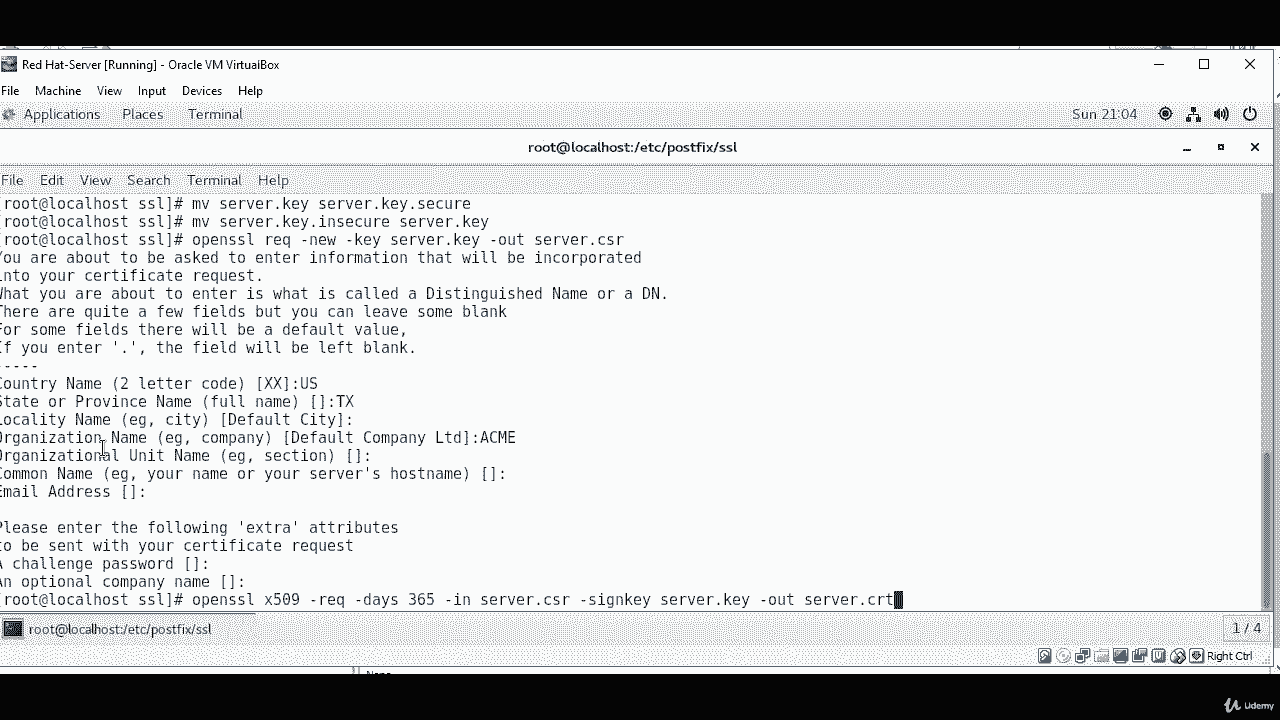 Red Hat-Server [Running] - Oracle VM VirtualBox
File Machine View Input Devices Help
Applications Places Terminal Sun 21:04
root@localhost:/etc/postfix/ssl
File Edit View Search Terminal Help
[root@localhost ssl]# mv server.key server.key.secure
[root@localhost ssl]# mv server.key.insecure server.key
[root@localhost ssl]# openssl req -new -key server.key -out server.csr
You are about to be asked to enter information that will be incorporated
into your certificate request.
What you are about to enter is what is called a Distinguished Name or a DN.
There are quite a few fields but you can leave some blank
For some fields there will be a default value,
If you enter '.', the field will be left blank.
-----
Country Name (2 letter code) [XX]:US
State or Province Name (full name) []:TX
Locality Name (eg, city) [Default City]:
Organization Name (eg, company) [Default Company Ltd]:ACME
Organizational Unit Name (eg, section) []:
Common Name (eg, your name or your server's hostname) []:
Email Address []:
Please enter the following 'extra' attributes
to be sent with your certificate request
A challenge password []:
An optional company name []:
[root@localhost ssl]# openssl x509 -req -days 365 -in server.csr -signkey server.key -out server.crt
root@localhost:/etc/postfix/ssl 1 / 4
Right Ctrl
Udemy